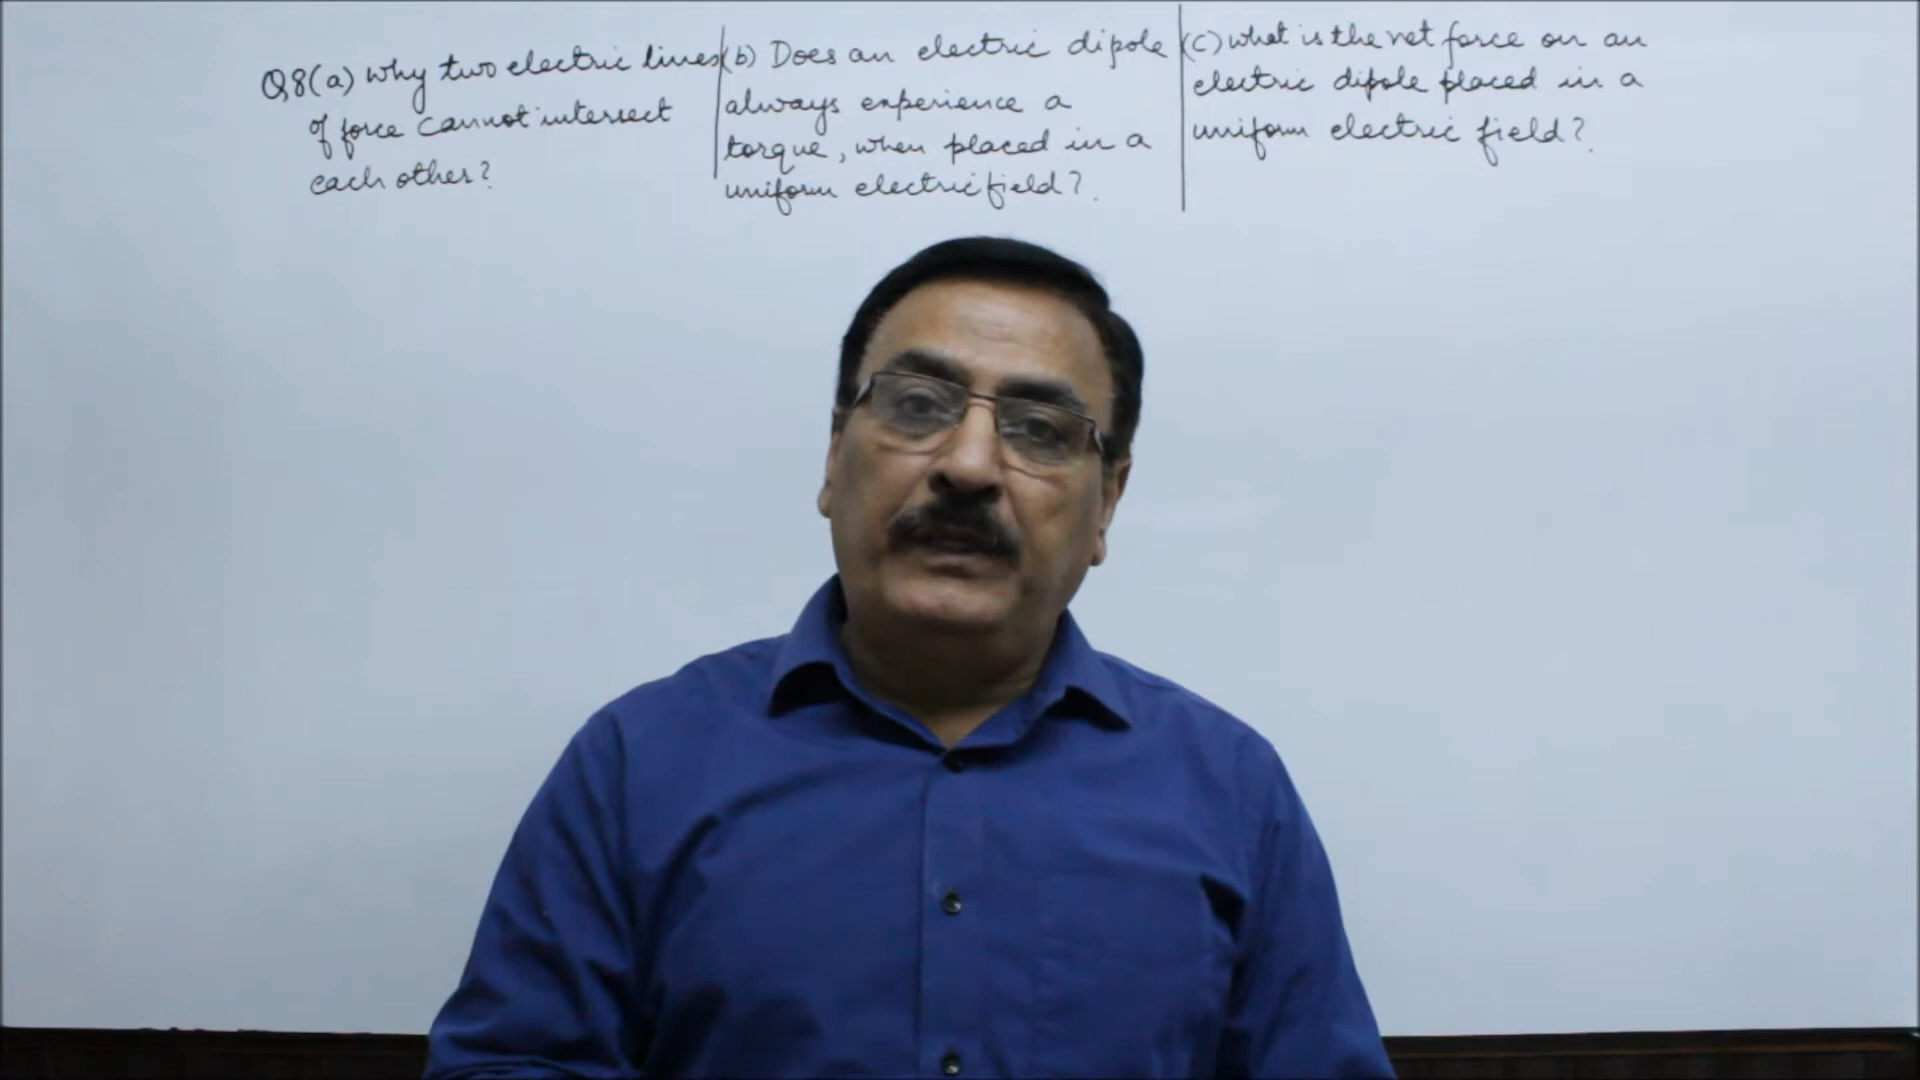 Q8(a) why two electric lines
of force cannot intersect
each other?
(b) Does an electric dipole
always experience a
torque, when placed in a
uniform electric field?
(c) what is the net force on an
electric dipole placed in a
uniform electric field?